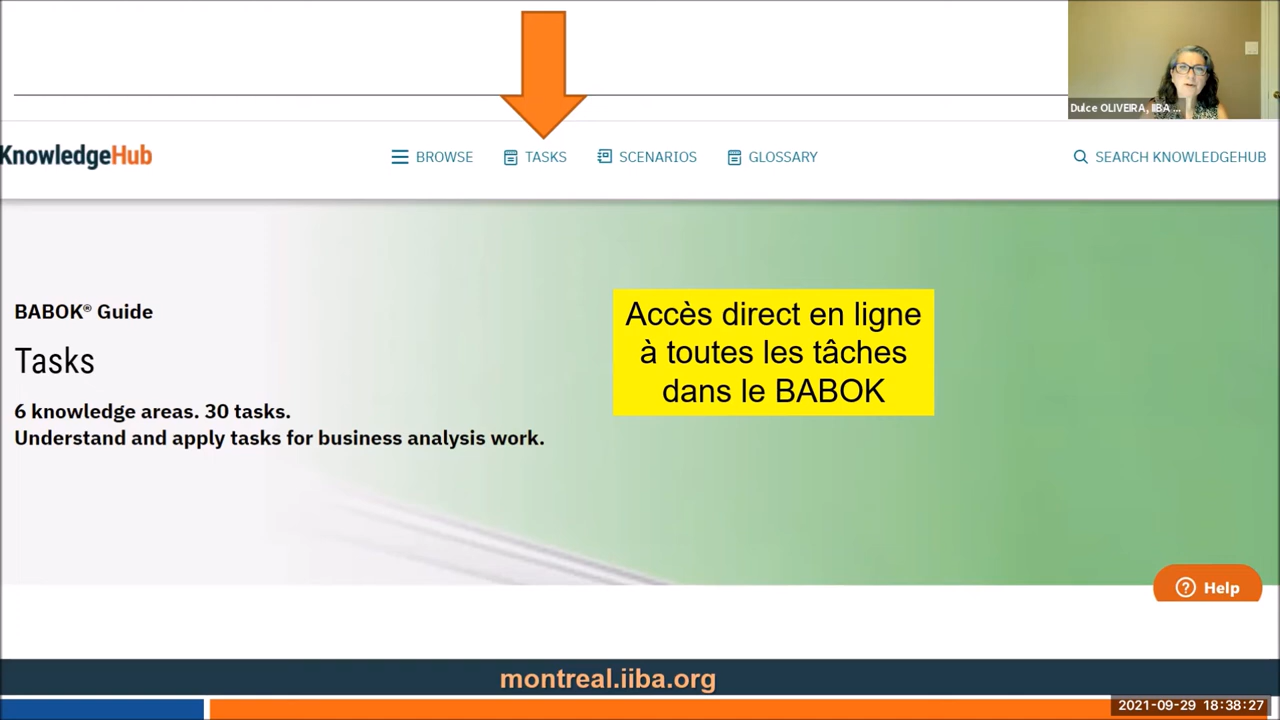 Dulce OLIVEIRA, IIBA ...
KnowledgeHub
BROWSE
TASKS
SCENARIOS
GLOSSARY
SEARCH KNOWLEDGEHUB
BABOK® Guide
Tasks
6 knowledge areas. 30 tasks.
Understand and apply tasks for business analysis work.
Accès direct en ligne
à toutes les tâches
dans le BABOK
Help
montreal.iiba.org
2021-09-29 18:38:27